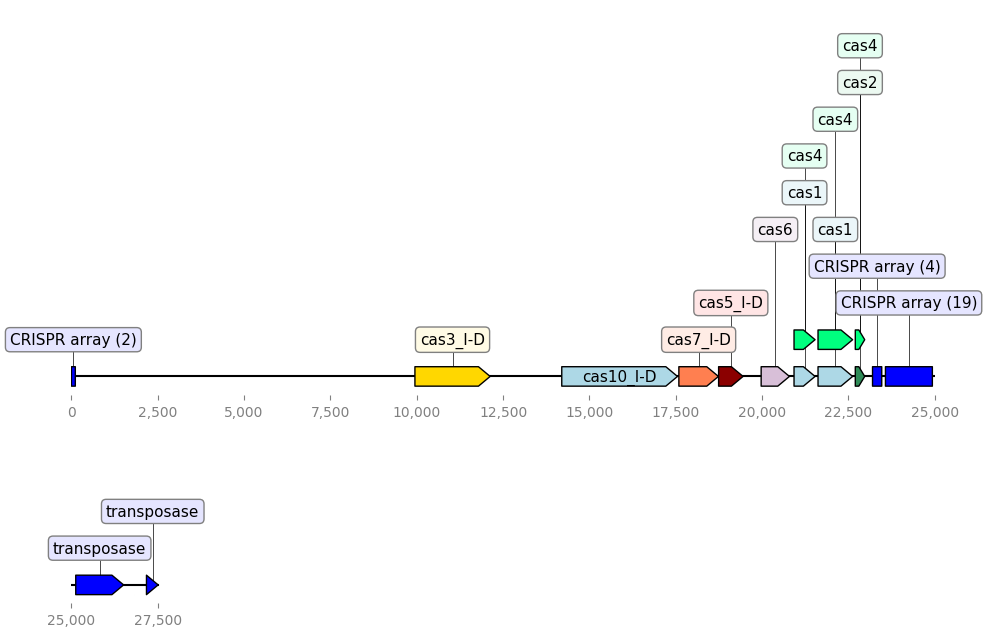 cas4
cas2
cas4
cas4
cas1
cas6
cas1
CRISPR array (4)
cas5_I-D
CRISPR array (19)
CRISPR array (2)
cas3_I-D
cas7_I-D
cas10_I-D
0
2,500
5,000
7,500
10,000
12,500
15,000
17,500
20,000
22,500
25,000
transposase
transposase
25,000
27,500